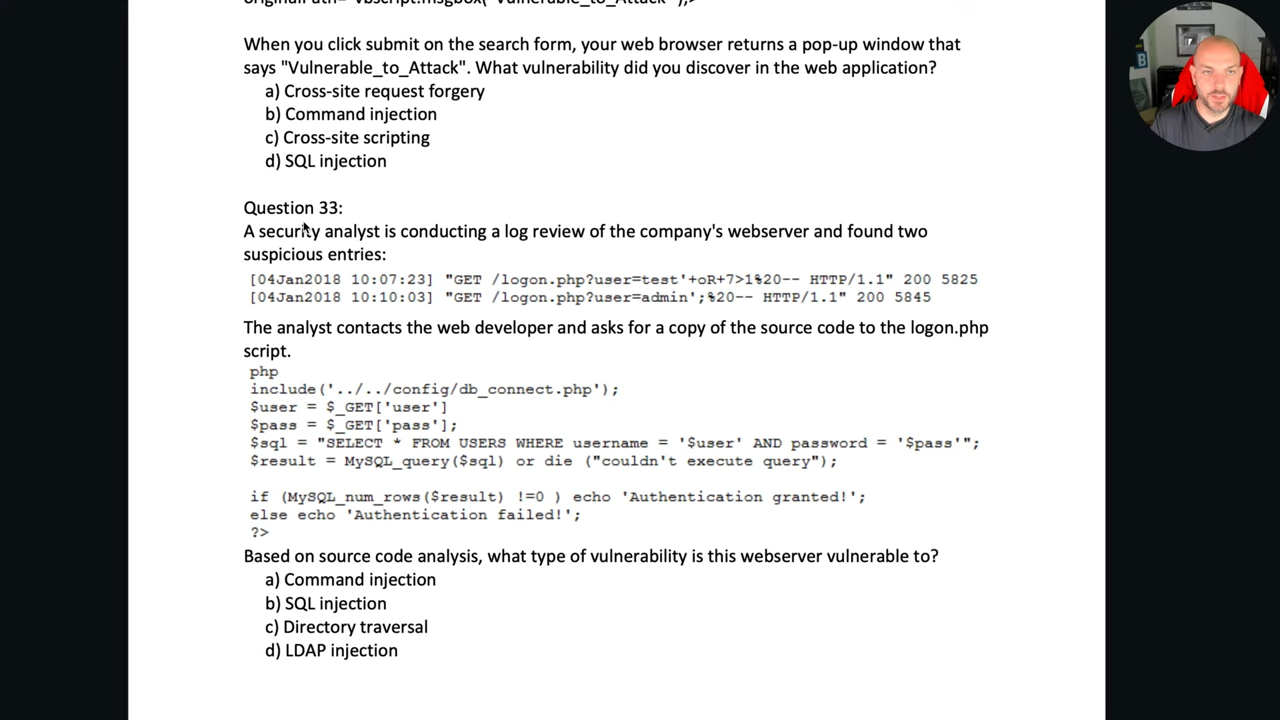 originalPath="vbscript:msgbox("Vulnerable_to_Attack");>
When you click submit on the search form, your web browser returns a pop-up window that
says "Vulnerable_to_Attack". What vulnerability did you discover in the web application?
a) Cross-site request forgery
b) Command injection
c) Cross-site scripting
d) SQL injection
Question 33:
A security analyst is conducting a log review of the company's webserver and found two
suspicious entries:
[04Jan2018 10:07:23] "GET /logon.php?user=test'+oR+7>1%20-- HTTP/1.1" 200 5825
[04Jan2018 10:10:03] "GET /logon.php?user=admin';%20-- HTTP/1.1" 200 5845
The analyst contacts the web developer and asks for a copy of the source code to the logon.php
script.
php
include('../../config/db_connect.php');
$user = $_GET['user']
$pass = $_GET['pass'];
$sql = "SELECT * FROM USERS WHERE username = '$user' AND password = '$pass'";
$result = MySQL_query($sql) or die ("couldn't execute query");
if (MySQL_num_rows($result) !=0 ) echo 'Authentication granted!';
else echo 'Authentication failed!';
?>
Based on source code analysis, what type of vulnerability is this webserver vulnerable to?
a) Command injection
b) SQL injection
c) Directory traversal
d) LDAP injection